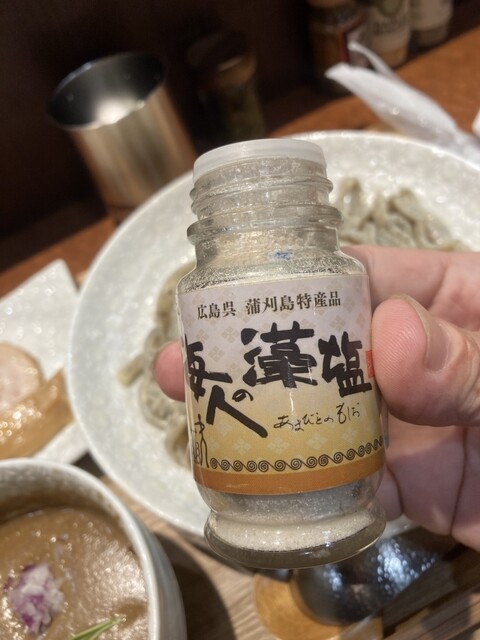 広島呉 蒲刈島特産品
海人の藻塩
あまびとのもしお